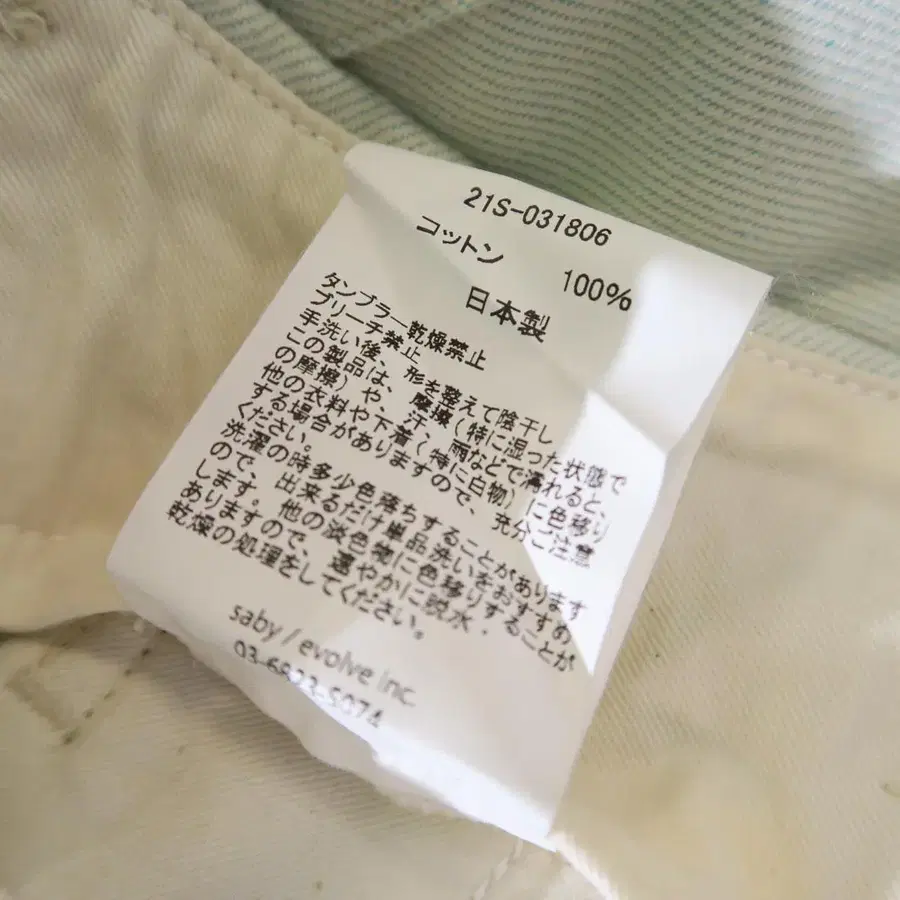 21S-031806
コットン 100%
日本製
タンブラー乾燥禁止
ブリーチ禁止
手洗い後、形を整えて陰干し
この製品は、摩擦(特に湿った状態で
の摩擦)や、汗、雨などで濡れると、
他の衣料や下着(特に白物)に色移り
する場合がありますので、充分ご注意
ください。
洗濯の時多少色落ちすることがあります
ので、出来るだけ単品洗いをおすすめ
します。他の淡色物に色移りすることが
ありますので、速やかに脱水・
乾燥の処理をしてください。
saby / evolve inc.
03-6823-5074